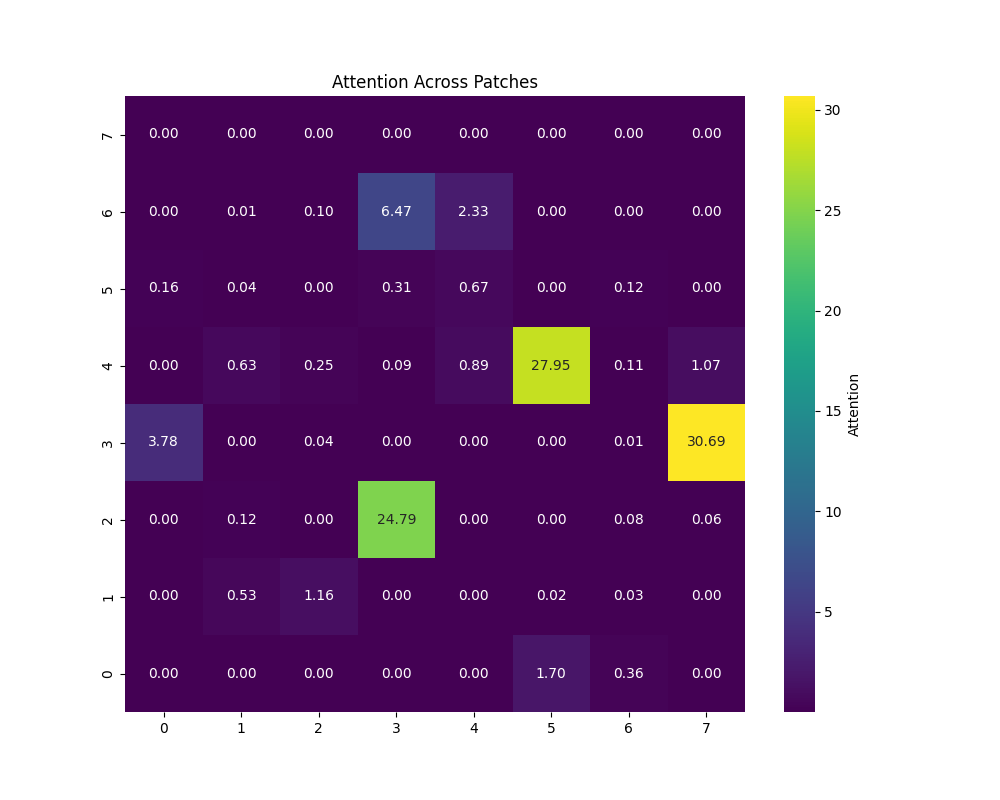 Attention Across Patches
7 0.00 0.00 0.00 0.00 0.00 0.00 0.00 0.00
6 0.00 0.01 0.10 6.47 2.33 0.00 0.00 0.00
5 0.16 0.04 0.00 0.31 0.67 0.00 0.12 0.00
4 0.00 0.63 0.25 0.09 0.89 27.95 0.11 1.07
3 3.78 0.00 0.04 0.00 0.00 0.00 0.01 30.69
2 0.00 0.12 0.00 24.79 0.00 0.00 0.08 0.06
1 0.00 0.53 1.16 0.00 0.00 0.02 0.03 0.00
0 0.00 0.00 0.00 0.00 0.00 1.70 0.36 0.00
0 1 2 3 4 5 6 7
30
25
20
15
10
5
Attention